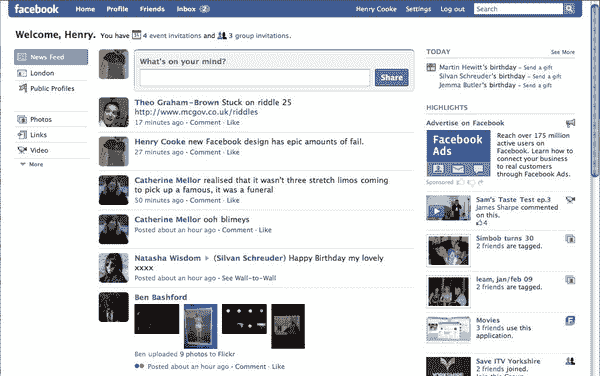 facebook Home Profile Friends Inbox 2 Henry Cooke Settings Log out Search
Welcome, Henry. You have 4 event invitations and 3 group invitations.
News Feed
London
Public Profiles
Photos
Links
Video
More
What's on your mind?
Share
Theo Graham-Brown Stuck on riddle 25
http://www.mcgov.co.uk/riddles
17 minutes ago · Comment · Like
Henry Cooke new Facebook design has epic amounts of fail.
27 minutes ago · Comment · Like
Catherine Mellor realised that it wasn't three stretch limos coming
to pick up a famous, it was a funeral
50 minutes ago · Comment · Like
Catherine Mellor ooh blimeys
Posted about an hour ago · Comment · Like
Natasha Wisdom ▸ (Silvan Schreuder) Happy Birthday my lovely
xxxx
Posted about an hour ago · See Wall-to-Wall
Ben Bashford
Ben uploaded 9 photos to Flickr
Posted about an hour ago · Comment · Like
TODAY See More
Martin Hewitt's birthday - Send a gift
Silvan Schreuder's birthday - Send a gift
Jemma Butler's birthday - Send a gift
HIGHLIGHTS
Advertise on Facebook
Facebook
Ads
Reach over 175 million
active users on
Facebook. Learn how to
connect your business
to real customers
through Facebook Ads.
Sponsored
Sam's Taste Test ep.3
James Sharpe commented
on this.
4
Simbob turns 30
2 friends are tagged.
leam, jan/feb 09
2 friends are tagged.
Movies
3 friends use this
application.
Save ITV Yorkshire
2 friends joined.